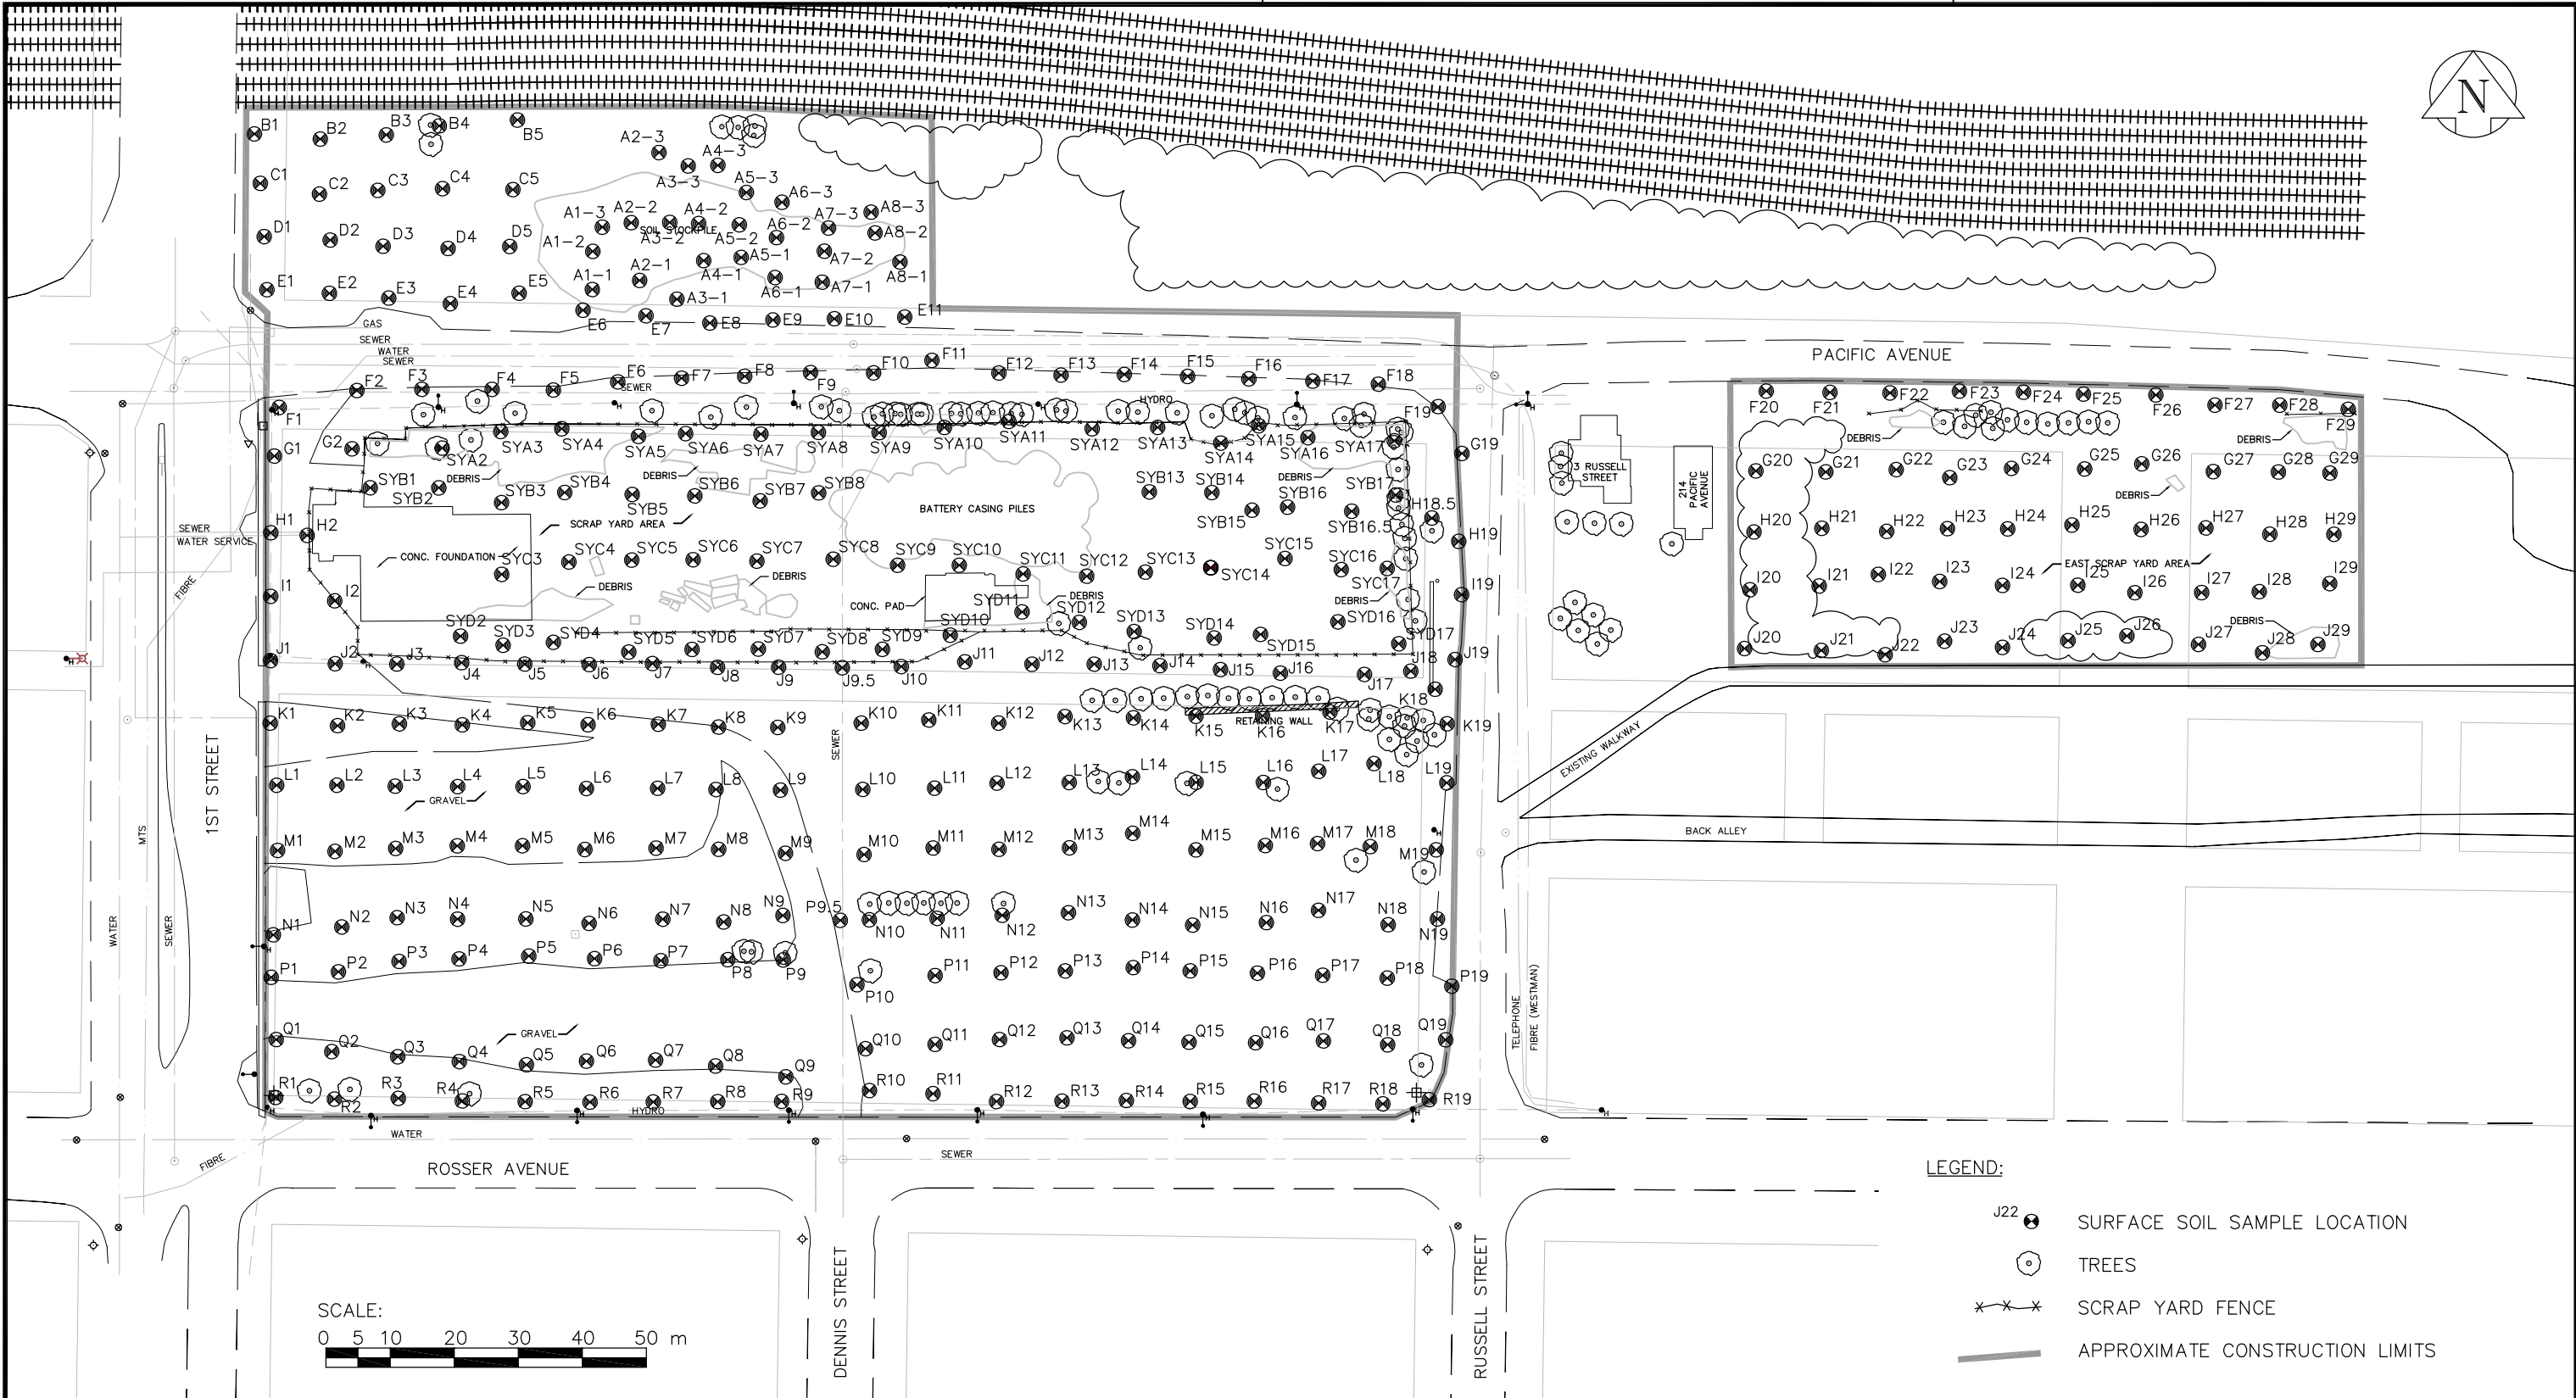 N
B1 B2 B3 B4 B5
A2-3 A3-3 A4-3 A5-3 A6-3 A7-3 A8-3
C1 C2 C3 C4 C5
A1-3 A2-2 A4-2 A3-2 A5-2 A6-2 A8-2
SOIL STOCKPILE
D1 D2 D3 D4 D5
A1-2 A5-1 A7-2
A1-1 A2-1 A4-1 A3-1 A6-1 A7-1 A8-1
E1 E2 E3 E4 E5 E6 E7 E8 E9 E10 E11
GAS
SEWER
WATER
SEWER
PACIFIC AVENUE
F1 F2 F3 F4 F5 E6 F7 F8 F9 F10 F11 F12 F13 F14 F15 F16 F17 F18 F19
SEWER
HYDRO
F20 F21 F22 F23 F24 F25 F26 F27 F28 F29
G1 G2 SYA2 SYA3 SYA4 SYA5 SYA6 SYA7 SYA8 SYA9 SYA10 SYA11 SYA12 SYA13 SYA14 SYA15 SYA16 SYA17 G19
DEBRIS
DEBRIS
DEBRIS
DEBRIS
DEBRIS
3 RUSSELL
STREET
214
PACIFIC
AVENUE
G20 G21 G22 G23 G24 G25 G26 G27 G28 G29
DEBRIS
SYB1 SYB2 SYB3 SYB4 SYB5 SYB6 SYB7 SYB8 SYB13 SYB14 SYB15 SYB16 SYB16.5 SYB17 H18.5
BATTERY CASING PILES
SCRAP YARD AREA
SEWER
WATER SERVICE
H1 H2 H19
H20 H21 H22 H23 H24 H25 H26 H27 H28 H29
CONC. FOUNDATION
SYC3 SYC4 SYC5 SYC6 SYC7 SYC8 SYC9 SYC10 SYC11 SYC12 SYC13 SYC14 SYC15 SYC16 SYC17
EAST SCRAP YARD AREA
DEBRIS
DEBRIS
DEBRIS
DEBRIS
CONC. PAD
FIBRE
I1 I2 I19
I20 I21 I22 I23 I24 I25 I26 I27 I28 I29
SYD2 SYD3 SYD4 SYD5 SYD6 SYD7 SYD8 SYD9 SYD10 SYD11 SYD12 SYD13 SYD14 SYD15 SYD16 SYD17
DEBRIS
J1 J2 J3 J4 J5 J6 J7 J8 J9 J9.5 J10 J11 J12 J13 J14 J15 J16 J17 J18 J19
J20 J21 J22 J23 J24 J25 J26 J27 J28 J29
K1 K2 K3 K4 K5 K6 K7 K8 K9 K10 K11 K12 K13 K14 K15 K16 K17 K18 K19
RETAINING WALL
SEWER
EXISTING WALKWAY
1ST STREET
L1 L2 L3 L4 L5 L6 L7 L8 L9 L10 L11 L12 L13 L14 L15 L16 L17 L18 L19
GRAVEL
MTS
BACK ALLEY
M1 M2 M3 M4 M5 M6 M7 M8 M9 M10 M11 M12 M13 M14 M15 M16 M17 M18 M19
WATER
SEWER
N1 N2 N3 N4 N5 N6 N7 N8 N9 P9.5 N10 N11 N12 N13 N14 N15 N16 N17 N18 N19
P1 P2 P3 P4 P5 P6 P7 P8 P9 P10 P11 P12 P13 P14 P15 P16 P17 P18 P19
TELEPHONE
FIBRE (WESTMAN)
GRAVEL
Q1 Q2 Q3 Q4 Q5 Q6 Q7 Q8 Q9 Q10 Q11 Q12 Q13 Q14 Q15 Q16 Q17 Q18 Q19
R1 R2 R3 R4 R5 R6 R7 R8 R9 R10 R11 R12 R13 R14 R15 R16 R17 R18 R19
HYDRO
WATER
FIBRE
SEWER
ROSSER AVENUE
DENNIS STREET
RUSSELL STREET
SCALE:
0 5 10 20 30 40 50 m
LEGEND:
J22 SURFACE SOIL SAMPLE LOCATION
TREES
SCRAP YARD FENCE
APPROXIMATE CONSTRUCTION LIMITS